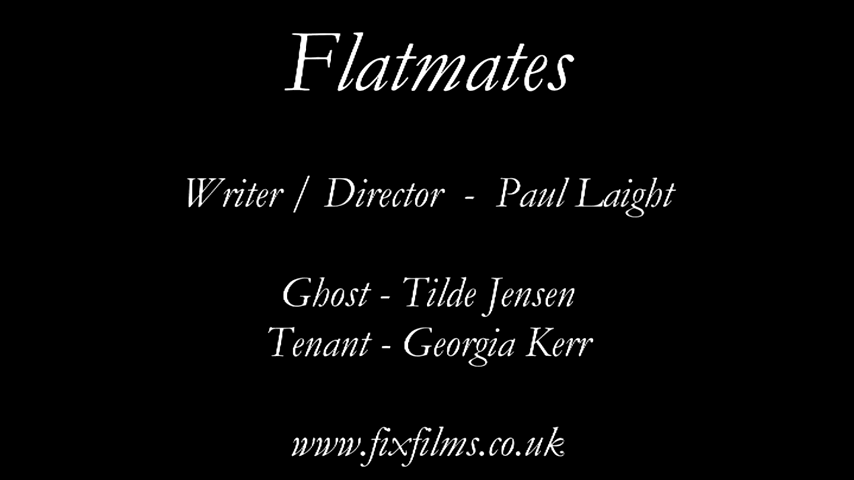 Flatmates
Writer / Director - Paul Laight
Ghost - Tilde Jensen
Tenant - Georgia Kerr
www.fixfilms.co.uk